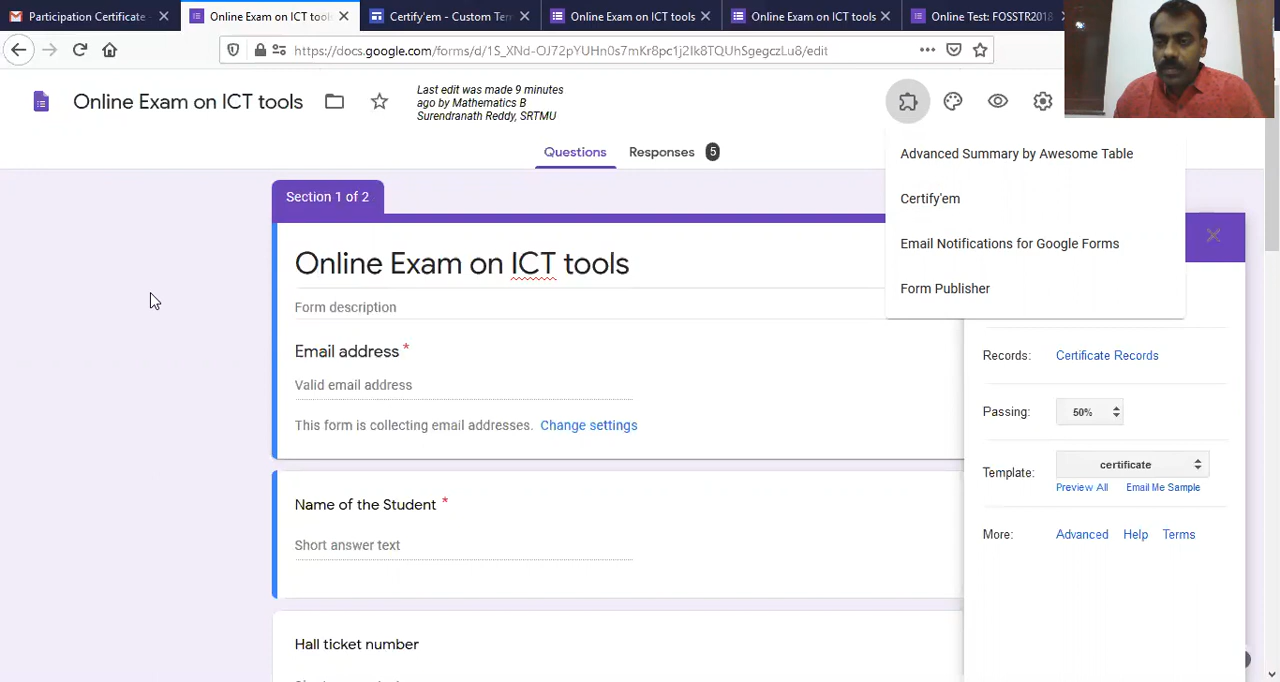 Participation Certificate
Online Exam on ICT tools
Certify'em - Custom Ter
Online Exam on ICT tools
Online Exam on ICT tools
Online Test: FOSSTR2018
https://docs.google.com/forms/d/1S_XNd-OJ72pYUHn0s7mKr8pc1j2Ik8TQUhSgegczLu8/edit
Online Exam on ICT tools
Last edit was made 9 minutes
ago by Mathematics B
Surendranath Reddy, SRTMU
Questions
Responses 5
Advanced Summary by Awesome Table
Certify'em
Email Notifications for Google Forms
Form Publisher
Section 1 of 2
Online Exam on ICT tools
Form description
Email address *
Valid email address
This form is collecting email addresses. Change settings
Name of the Student *
Short answer text
Hall ticket number
Records: Certificate Records
Passing: 50%
Template: certificate
Preview All Email Me Sample
More: Advanced Help Terms